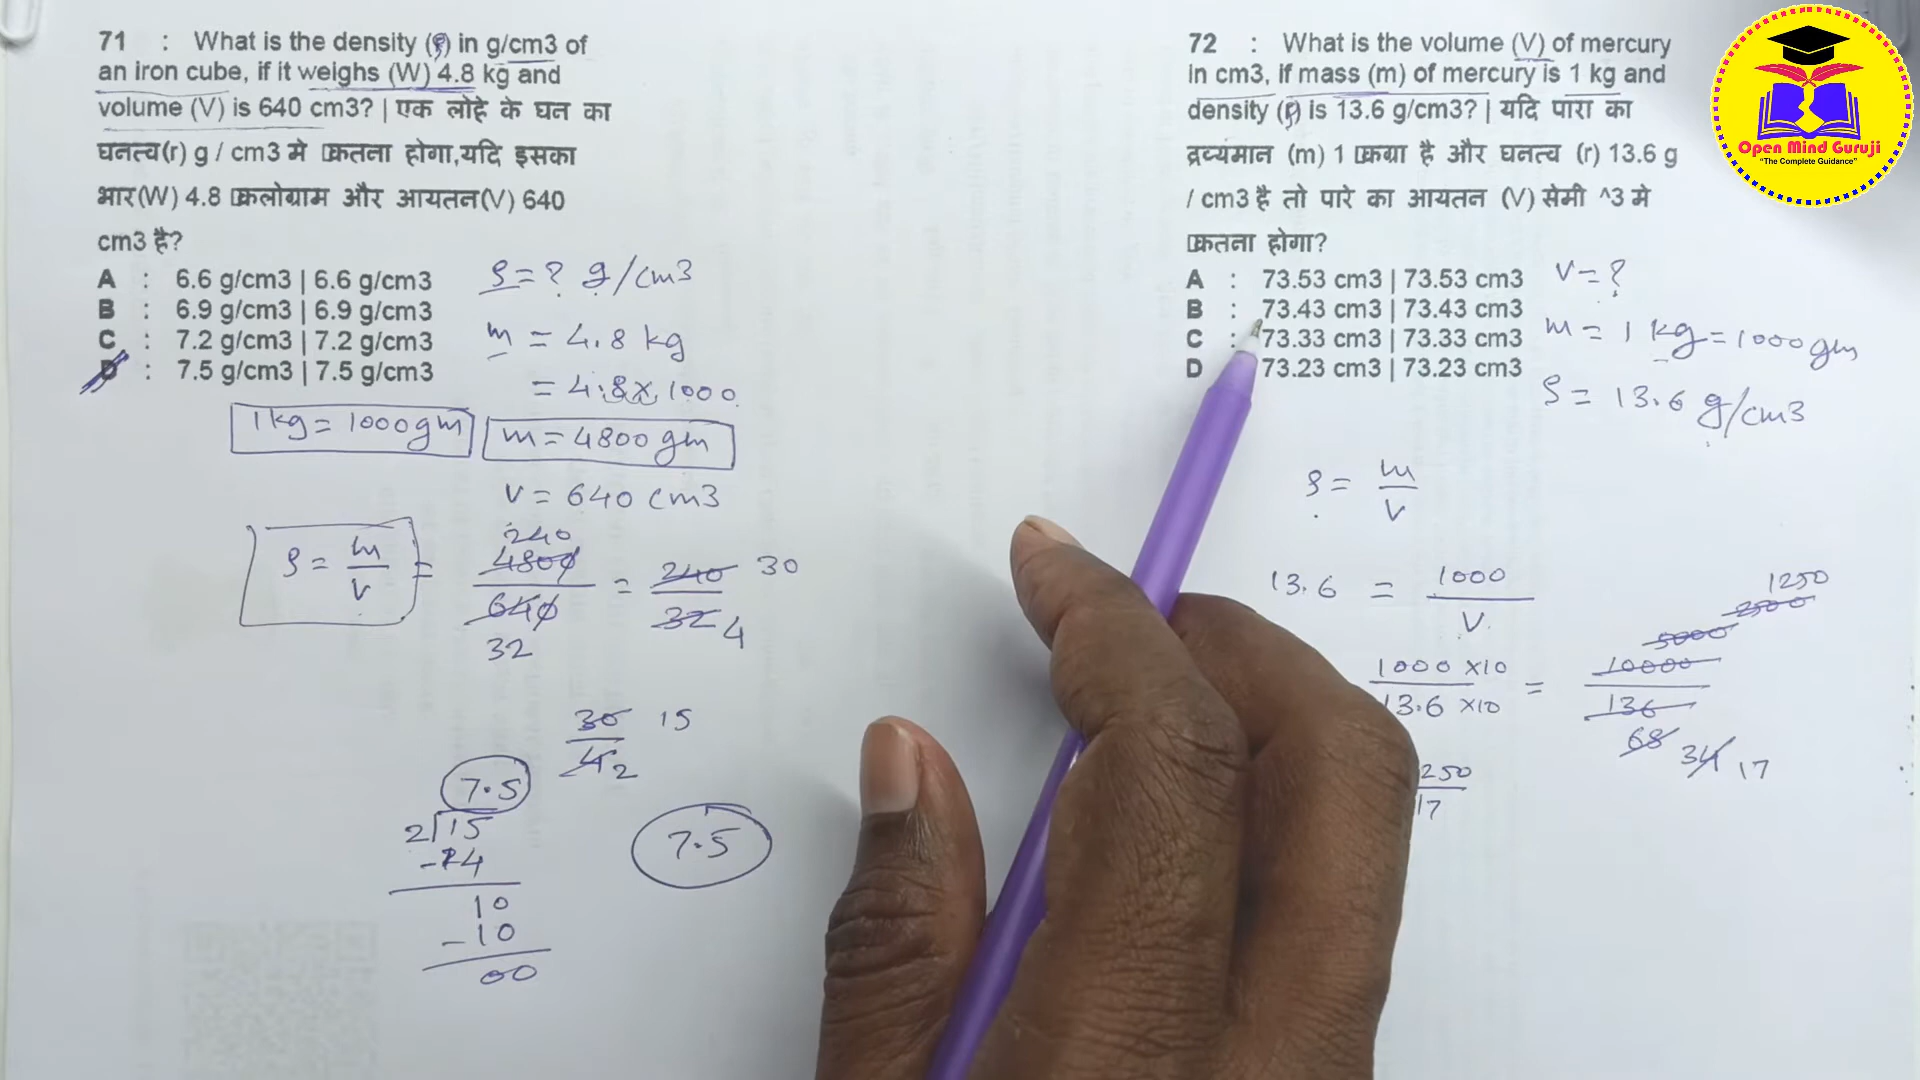 71 : What is the density (ρ) in g/cm3 of
an iron cube, if it weighs (W) 4.8 kg and
volume (V) is 640 cm3? | एक लोहे के घन का
घनत्व(r) g / cm3 मे कितना होगा,यदि इसका
भार(W) 4.8 किलोग्राम और आयतन(V) 640
cm3 है?
A : 6.6 g/cm3 | 6.6 g/cm3
B : 6.9 g/cm3 | 6.9 g/cm3
C : 7.2 g/cm3 | 7.2 g/cm3
D : 7.5 g/cm3 | 7.5 g/cm3
ρ = ? g/cm3
m = 4.8 kg
= 4.8 x 1000
1kg = 1000gm
m = 4800 gm
V = 640 cm3
ρ = m/V = 4800/640 = 240/32
240
32
30
4
30/4 15
2
7.5
2 15
-14
10
-10
00
7.5
72 : What is the volume (V) of mercury
in cm3, if mass (m) of mercury is 1 kg and
density (ρ) is 13.6 g/cm3? | यदि पारा का
द्रव्यमान (m) 1 किग्रा है और घनत्व (r) 13.6 g
/ cm3 है तो पारे का आयतन (V) सेमी ^3 मे
कितना होगा?
A : 73.53 cm3 | 73.53 cm3
B : 73.43 cm3 | 73.43 cm3
C : 73.33 cm3 | 73.33 cm3
D : 73.23 cm3 | 73.23 cm3
V = ?
m = 1 kg = 1000 gm
ρ = 13.6 g/cm3
ρ = m/V
13.6 = 1000/V
1000 x10 / 13.6 x10 = 10000/136
5000
2500
1250
68 34 17
250
17
Open Mind Guruji
"The Complete Guidance"